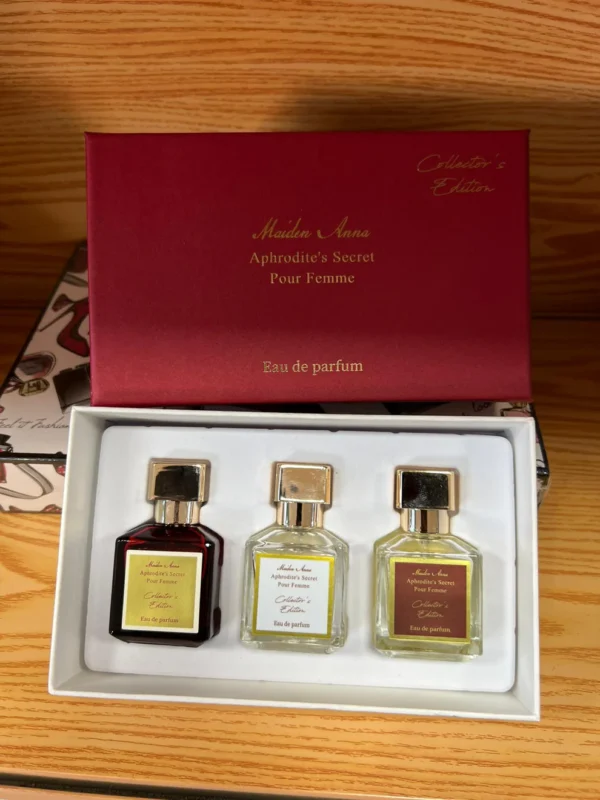 Collector's
Edition
Maiden Anna
Aphrodite's Secret
Pour Femme
Eau de parfum
Maiden Anna
Aphrodite's Secret
Pour Femme
Collector's
Edition
Eau de parfum
Maiden Anna
Aphrodite's Secret
Pour Femme
Collector's
Edition
Eau de parfum
Maiden Anna
Aphrodite's Secret
Pour Femme
Collector's
Edition
Eau de parfum